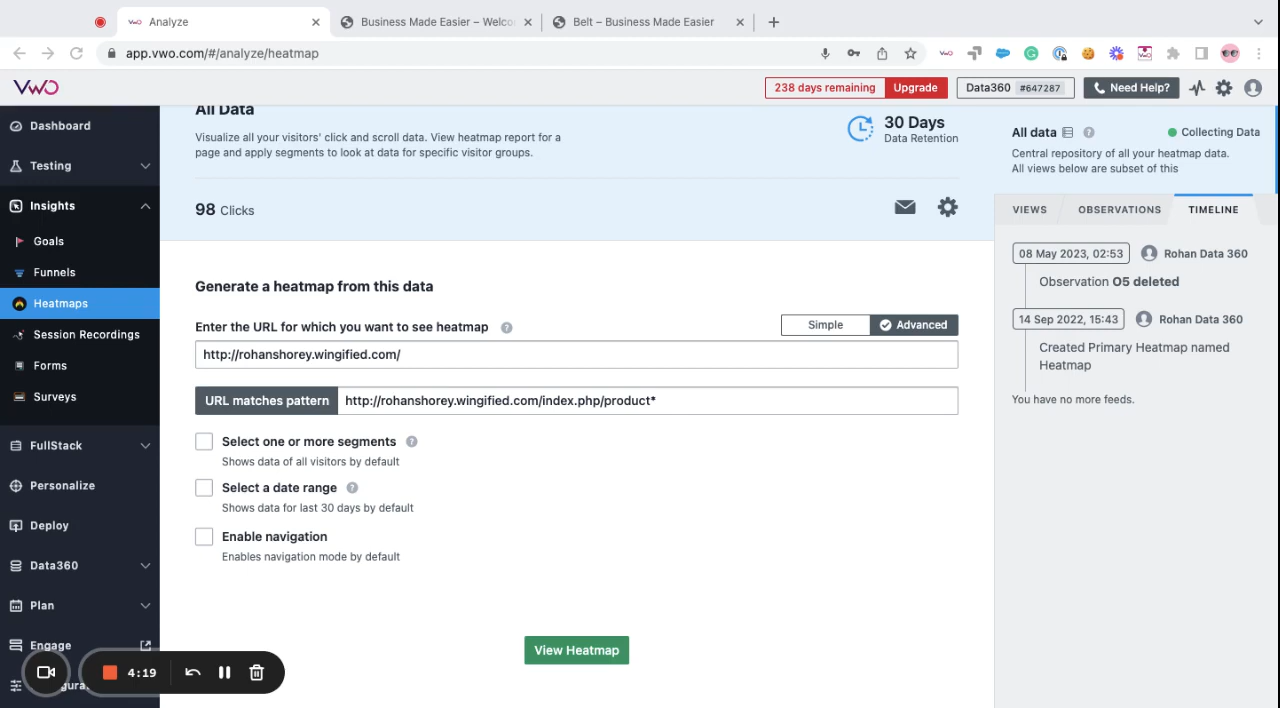 Analyze
Business Made Easier – Welco
Belt – Business Made Easier
app.vwo.com/#/analyze/heatmap
VWO
238 days remaining
Upgrade
Data360 #647287
Need Help?
Dashboard
Testing
Insights
Goals
Funnels
Heatmaps
Session Recordings
Forms
Surveys
FullStack
Personalize
Deploy
Data360
Plan
Engage
4:19
All Data
Visualize all your visitors' click and scroll data. View heatmap report for a
page and apply segments to look at data for specific visitor groups.
30 Days
Data Retention
98 Clicks
Generate a heatmap from this data
Enter the URL for which you want to see heatmap
Simple
Advanced
http://rohanshorey.wingified.com/
URL matches pattern
http://rohanshorey.wingified.com/index.php/product*
Select one or more segments
Shows data of all visitors by default
Select a date range
Shows data for last 30 days by default
Enable navigation
Enables navigation mode by default
View Heatmap
All data
Collecting Data
Central repository of all your heatmap data.
All views below are subset of this
VIEWS
OBSERVATIONS
TIMELINE
08 May 2023, 02:53
Rohan Data 360
Observation O5 deleted
14 Sep 2022, 15:43
Rohan Data 360
Created Primary Heatmap named
Heatmap
You have no more feeds.